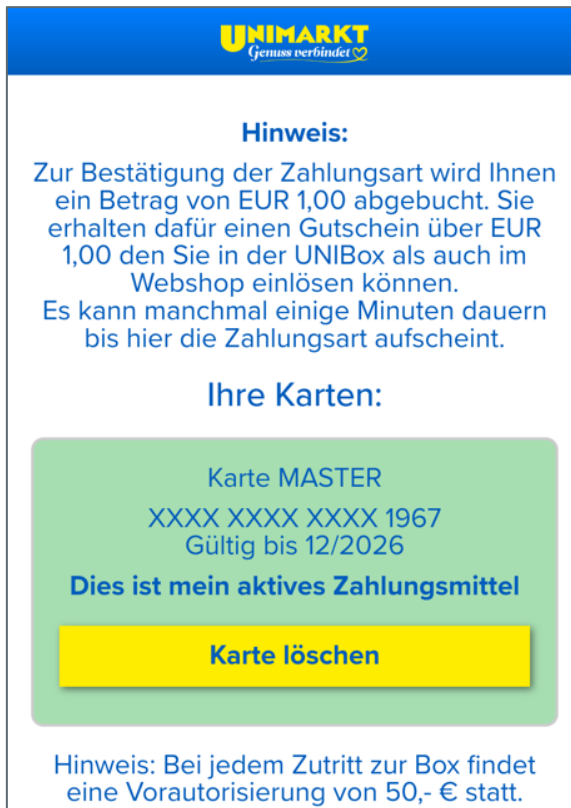 UNIMARKT
Genuss verbindet
Hinweis:
Zur Bestätigung der Zahlungsart wird Ihnen
ein Betrag von EUR 1,00 abgebucht. Sie
erhalten dafür einen Gutschein über EUR
1,00 den Sie in der UNIBox als auch im
Webshop einlösen können.
Es kann manchmal einige Minuten dauern
bis hier die Zahlungsart aufscheint.
Ihre Karten:
Karte MASTER
XXXX XXXX XXXX 1967
Gültig bis 12/2026
Dies ist mein aktives Zahlungsmittel
Karte löschen
Hinweis: Bei jedem Zutritt zur Box findet
eine Vorautorisierung von 50,- € statt.